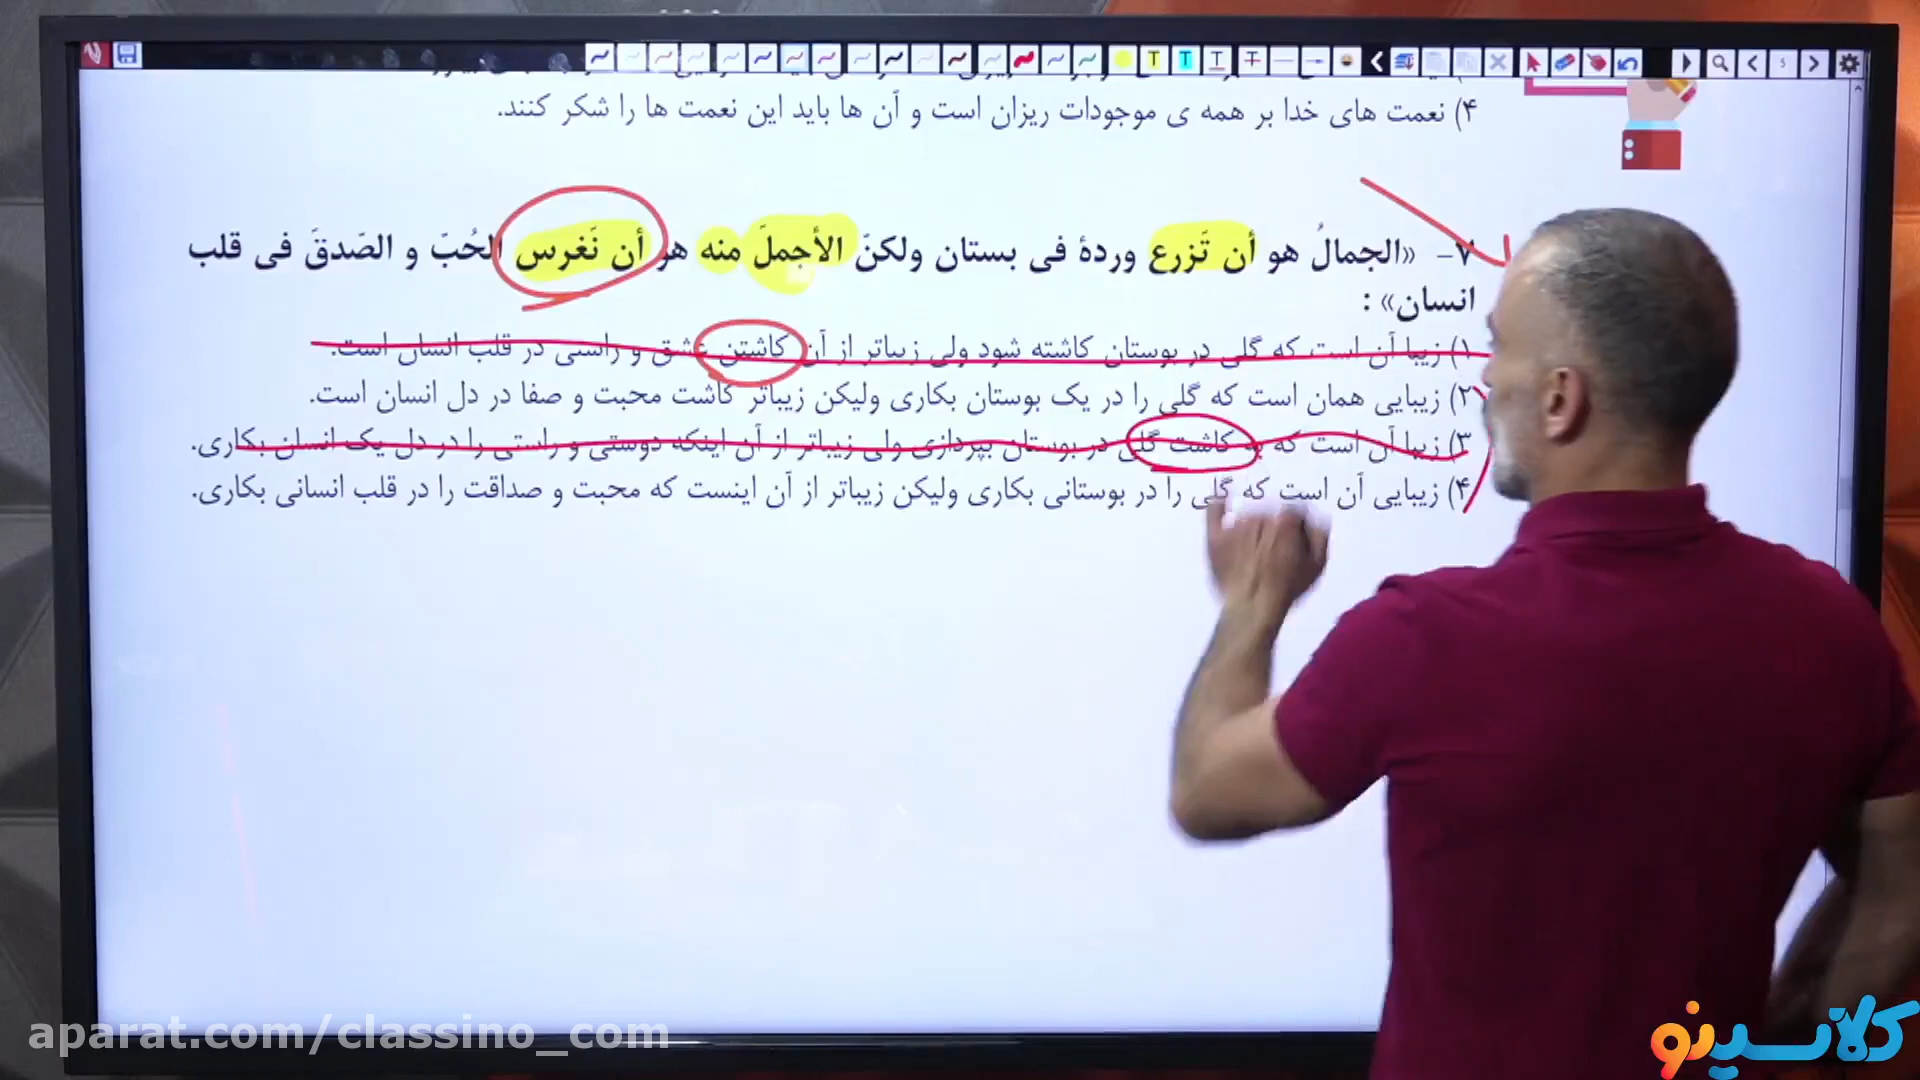 ۴) نعمت های خدا بر همه ی موجودات ریزان است و آن ها باید این نعمت ها را شکر کنند.
۷- «الجمالُ هو أن تَزرع وردة فی بستان ولکنّ الأجملَ منه هو أن نَغرس الحُبّ و الصَدقَ فی قلب
انسان» :
۱) زیبا آن است که گلی در بوستان کاشته شود ولی زیباتر از آن کاشتن عشق و راستی در قلب انسان است.
۲) زیبایی همان است که گلی را در یک بوستان بکاری ولیکن زیباتر کاشت محبت و صفا در دل انسان است.
۳) زیبا آن است که به کاشت گلی در بوستان بپردازی ولی زیباتر از آن اینکه دوستی و راستی را در دل یک انسان بکاری.
۴) زیبایی آن است که گلی را در بوستانی بکاری ولیکن زیباتر از آن اینست که محبت و صداقت را در قلب انسانی بکاری.
aparat.com/classino_com
کلاسینو